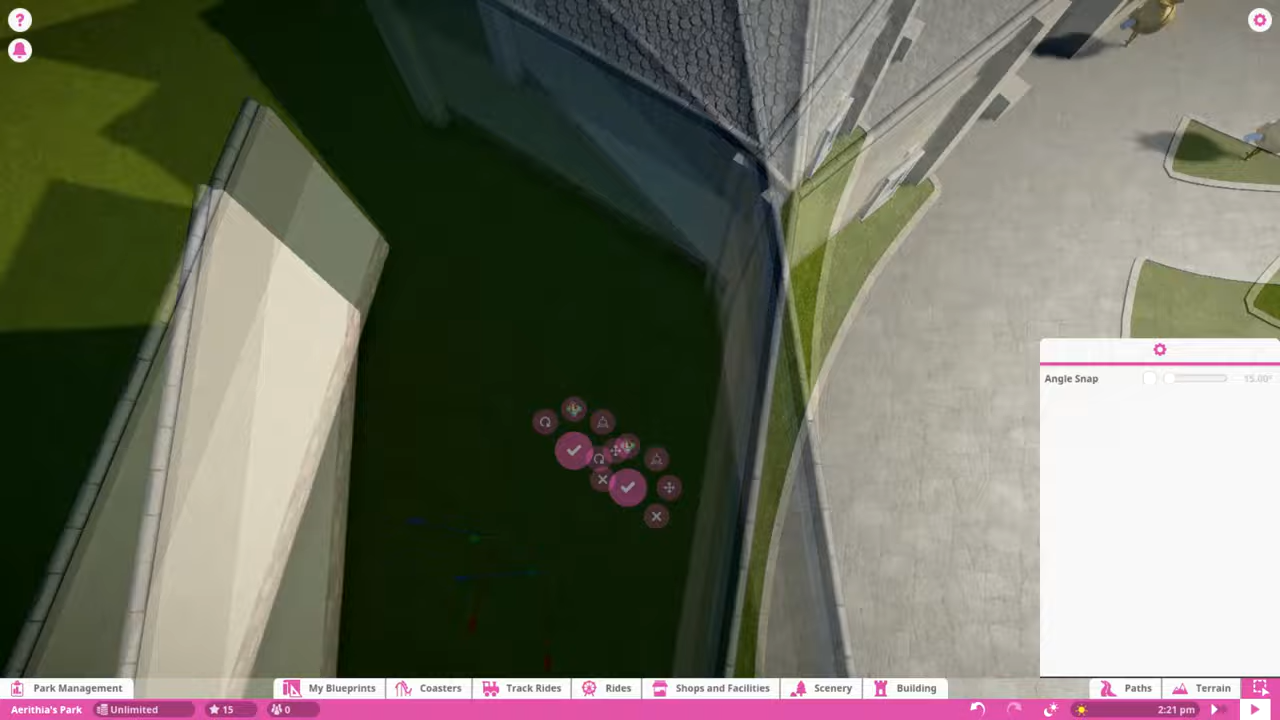 ?
Angle Snap 15.00°
Park Management My Blueprints Coasters Track Rides Rides Shops and Facilities Scenery Building Paths Terrain
Aerithia's Park Unlimited 15 0 2:21 pm